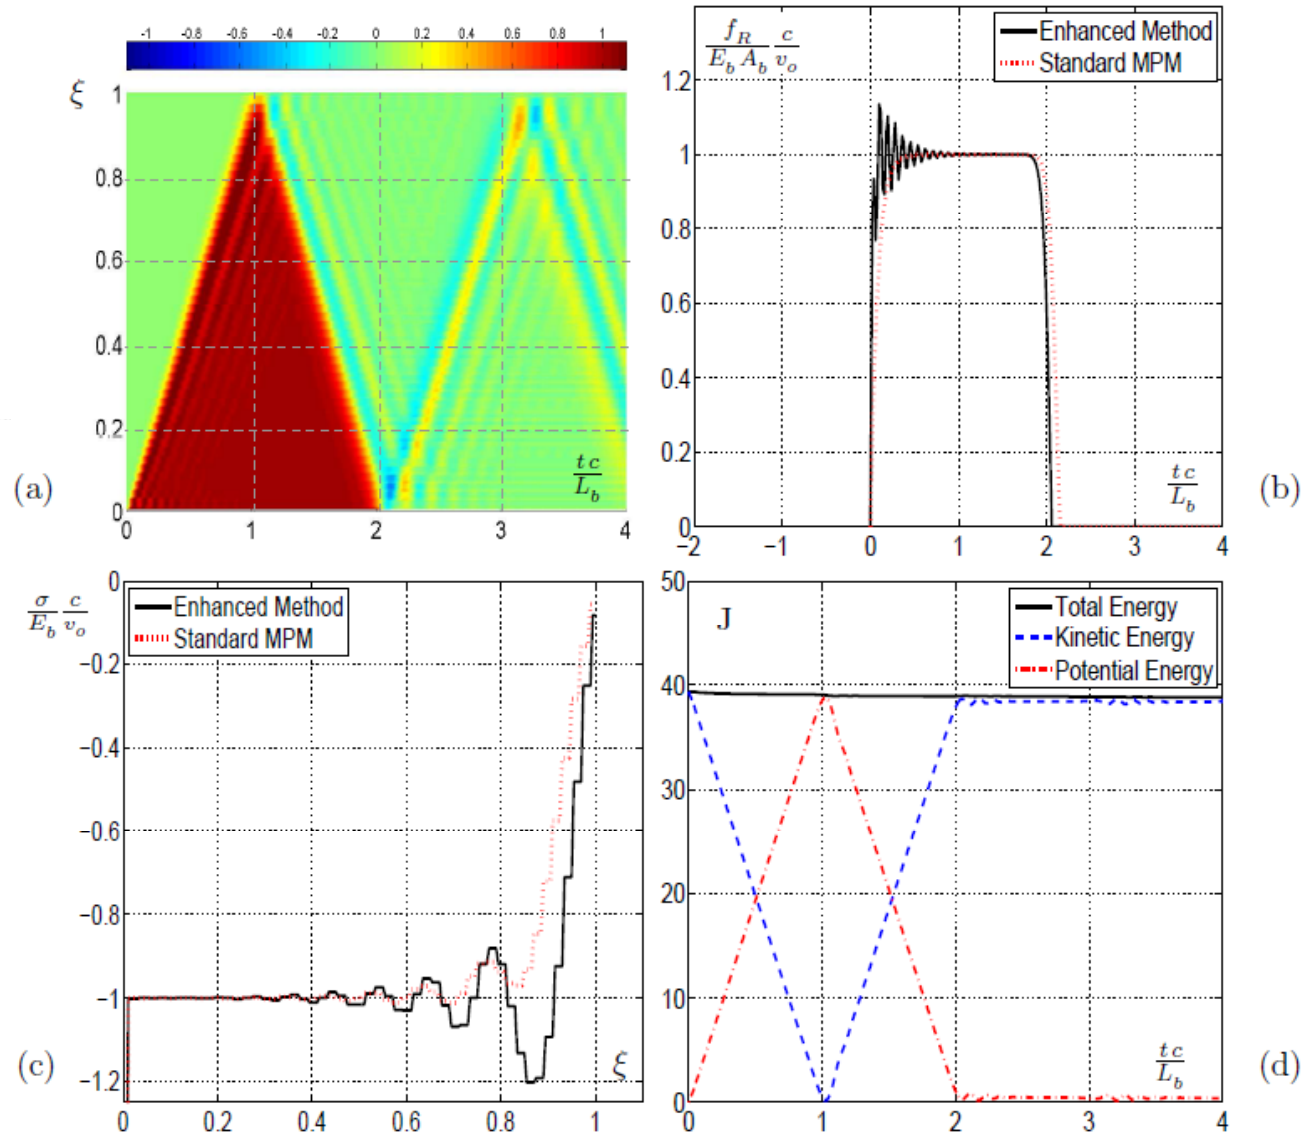 -1 -0.8 -0.6 -0.4 -0.2 0 0.2 0.4 0.6 0.8 1
ξ
1
0.8
0.6
0.4
0.2
0
0 1 2 3 4
t c
L_b
(a)
f_R c
E_b A_b v_o
Enhanced Method
Standard MPM
1.2
1
0.8
0.6
0.4
0.2
0
−2 −1 0 1 2 3 4
t c
L_b
(b)
σ c
E_b v_o
Enhanced Method
Standard MPM
0
−0.2
−0.4
−0.6
−0.8
−1
−1.2
0 0.2 0.4 0.6 0.8 1
ξ
(c)
J
Total Energy
Kinetic Energy
Potential Energy
50
40
30
20
10
0
0 1 2 3 4
t c
L_b
(d)